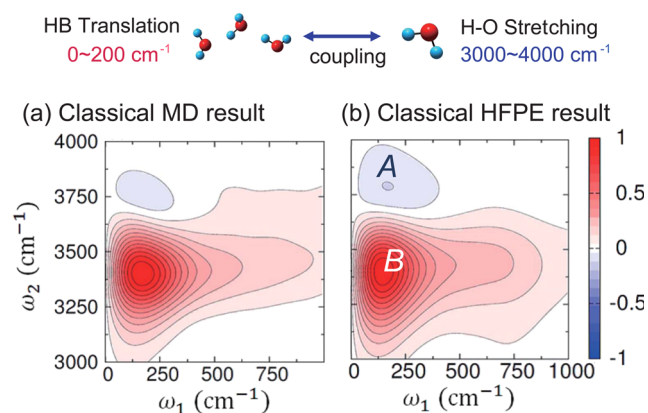 HB Translation
0~200 cm⁻¹
coupling
H-O Stretching
3000~4000 cm⁻¹
(a) Classical MD result
(b) Classical HFPE result
4000
3750
3500
3250
3000
ω₂ (cm⁻¹)
0
250
500
750
ω₁ (cm⁻¹)
A
B
0
250
500
750
1000
ω₁ (cm⁻¹)
1
0.5
0
-0.5
-1